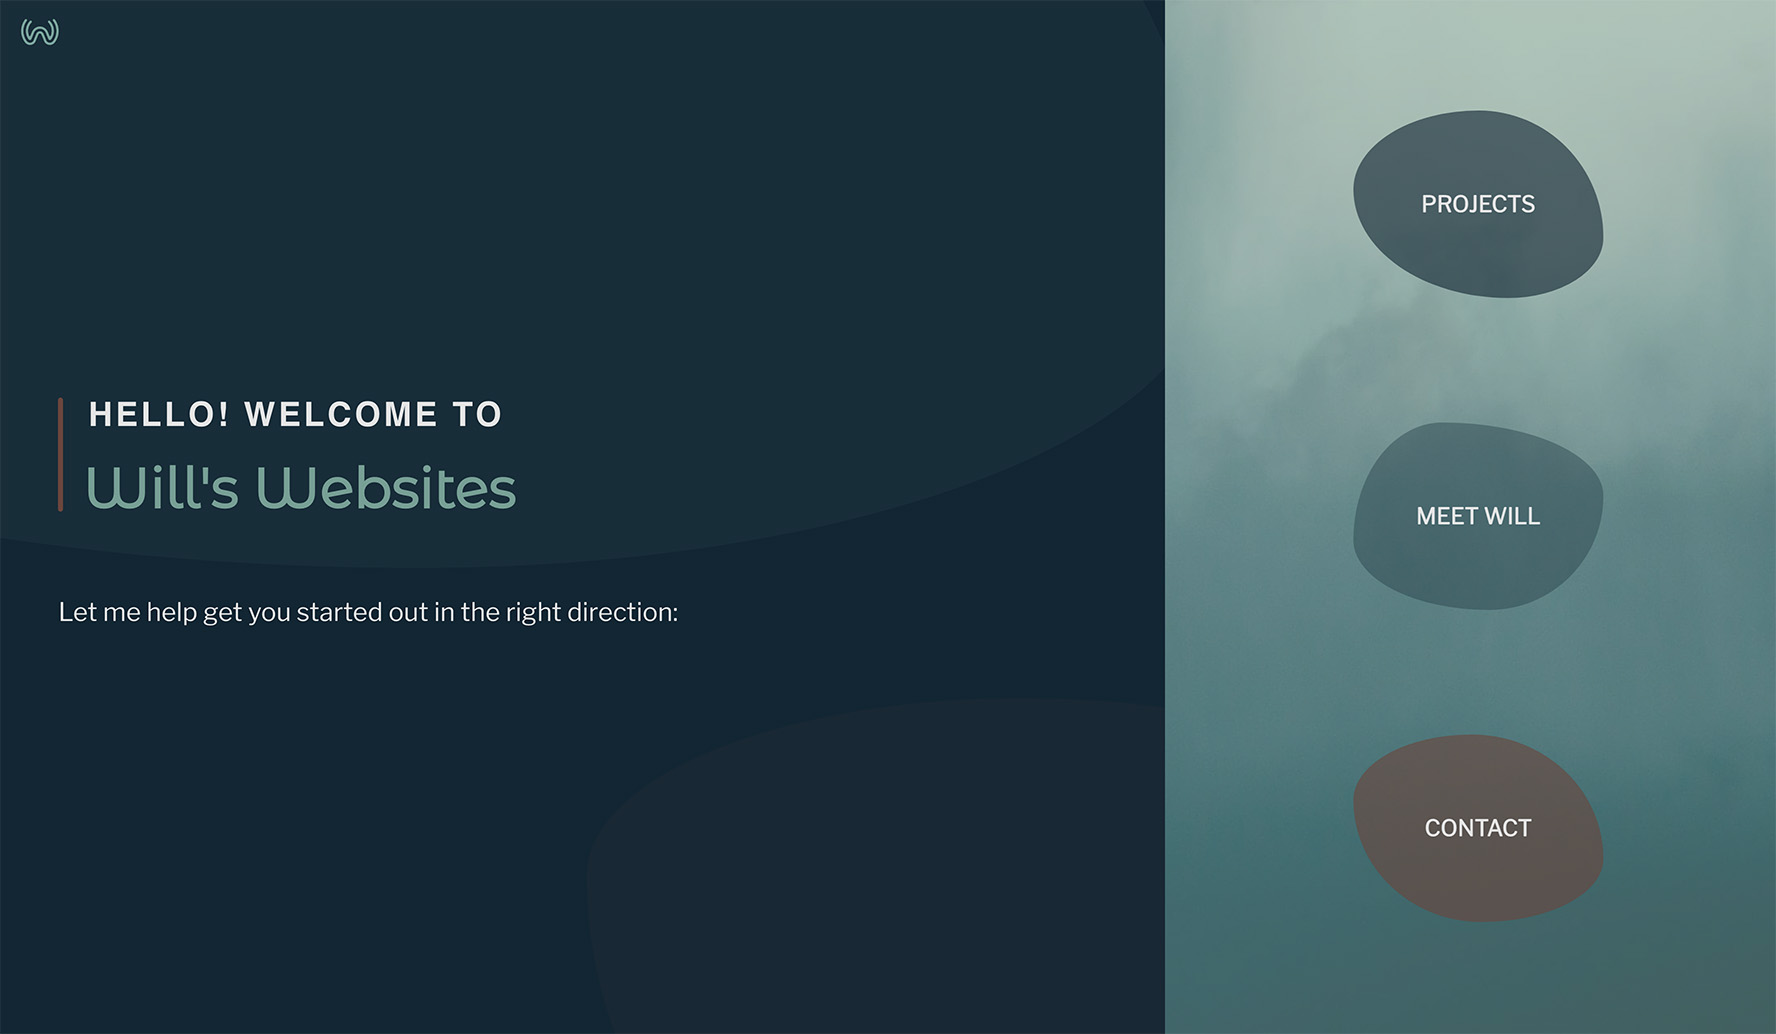 HELLO! WELCOME TO
Will's Websites
Let me help get you started out in the right direction:
PROJECTS
MEET WILL
CONTACT